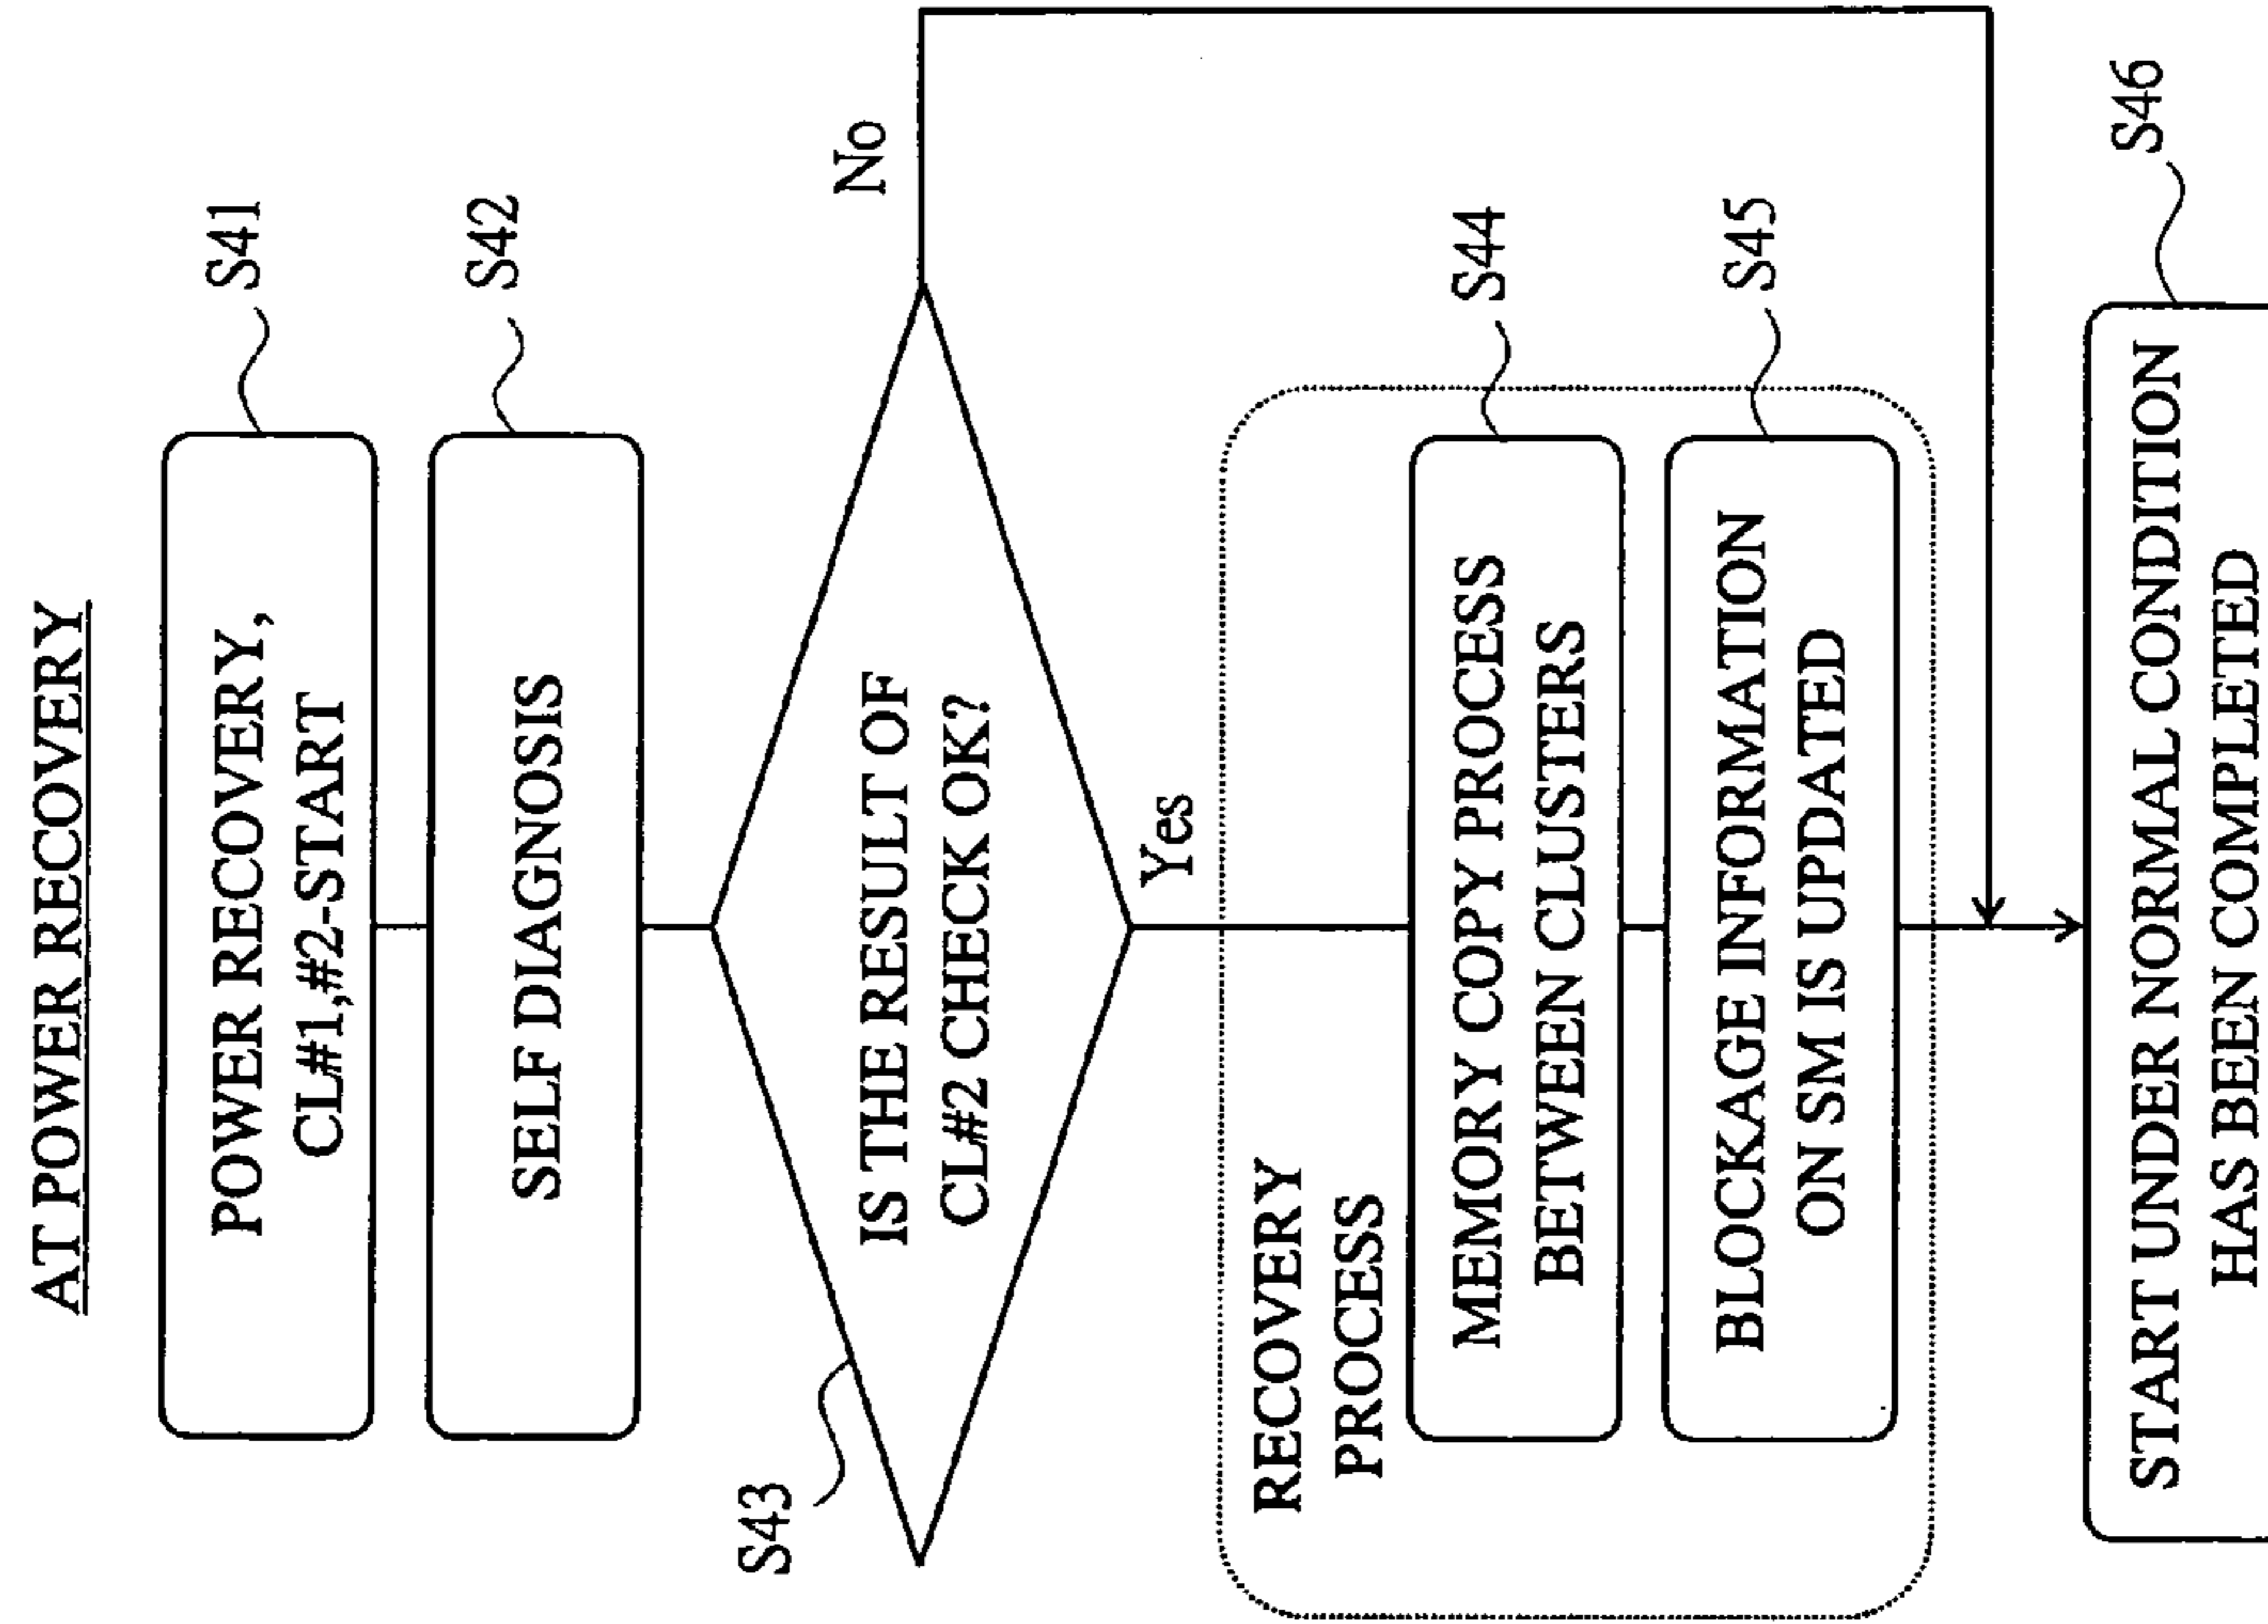 AT POWER RECOVERY
POWER RECOVERY,
CL#1,#2-START
S41
SELF DIAGNOSIS
S42
S43
IS THE RESULT OF
CL#2 CHECK OK?
No
Yes
RECOVERY
PROCESS
MEMORY COPY PROCESS
BETWEEN CLUSTERS
S44
BLOCKAGE INFORMATION
ON SM IS UPDATED
S45
START UNDER NORMAL CONDITION
HAS BEEN COMPLETED
S46